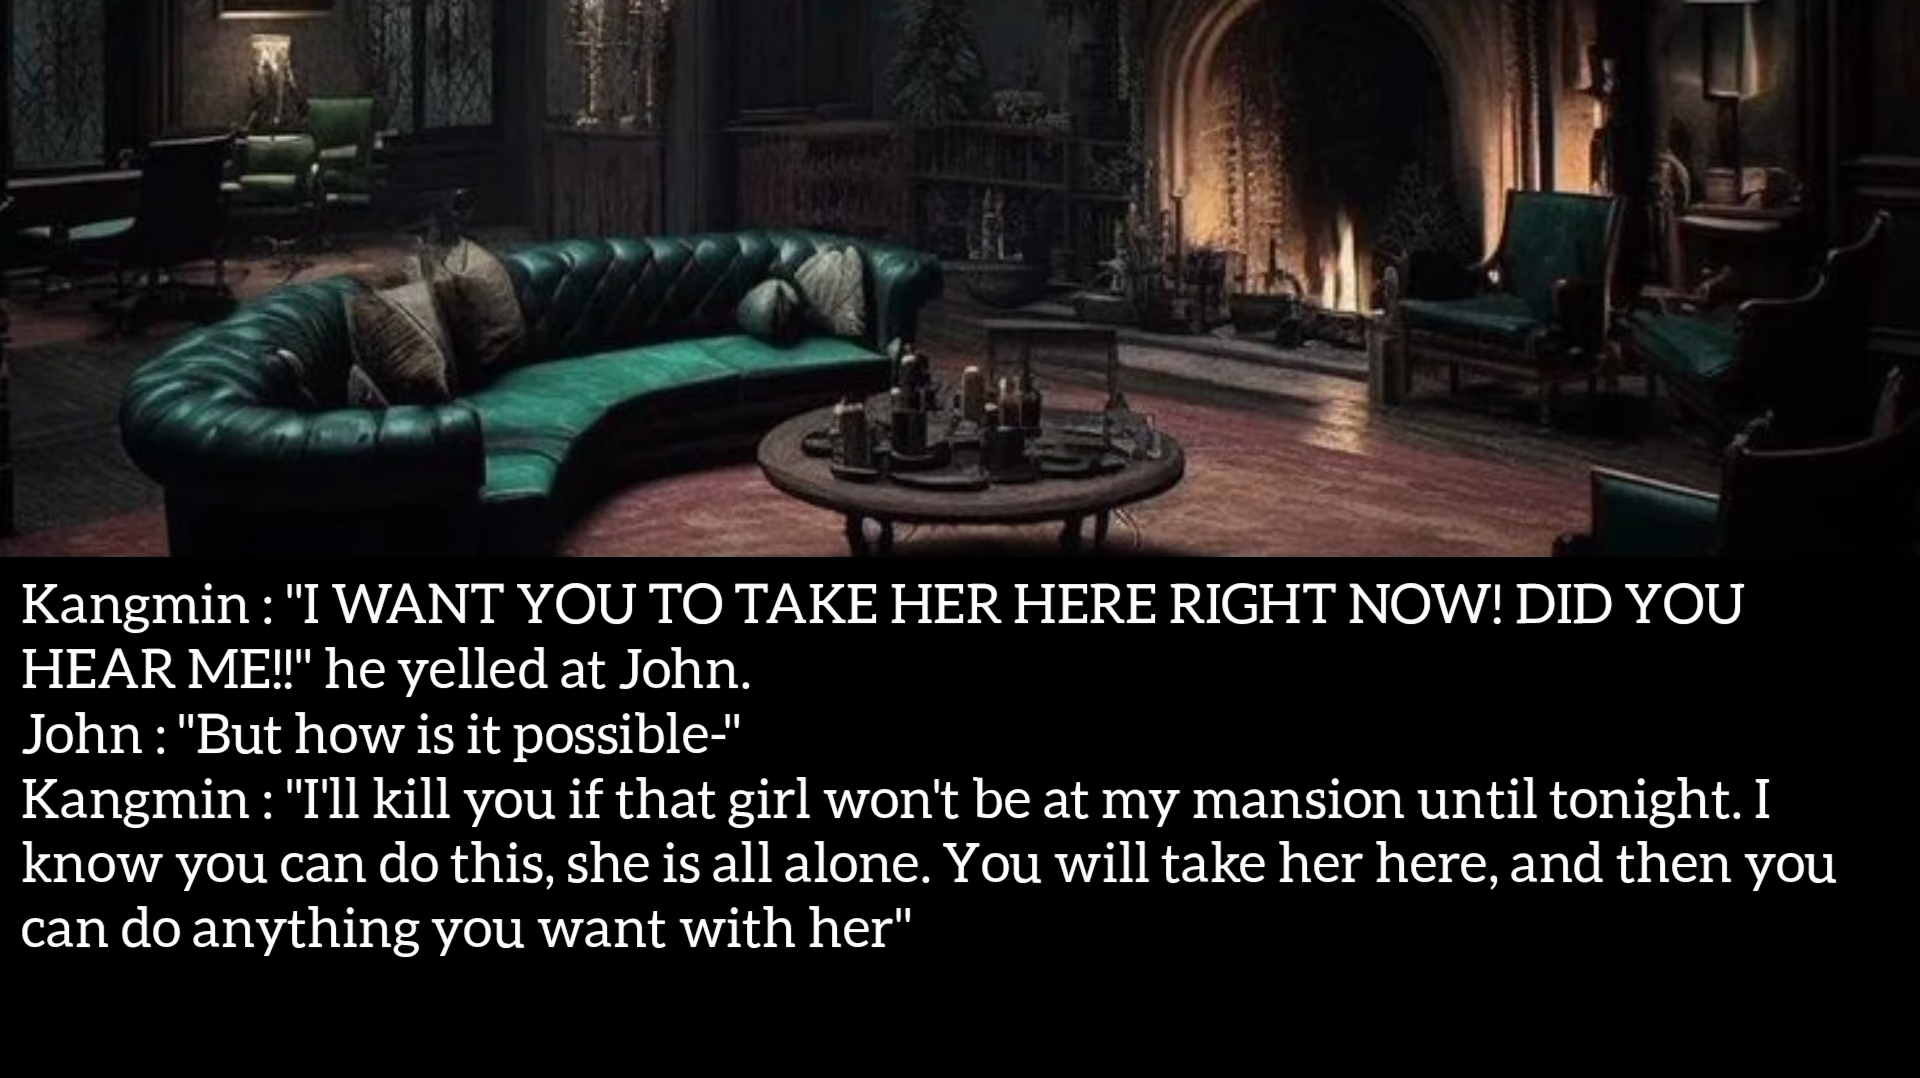 Kangmin : "I WANT YOU TO TAKE HER HERE RIGHT NOW! DID YOU
HEAR ME!!" he yelled at John.
John : "But how is it possible-"
Kangmin : "I'll kill you if that girl won't be at my mansion until tonight. I
know you can do this, she is all alone. You will take her here, and then you
can do anything you want with her"